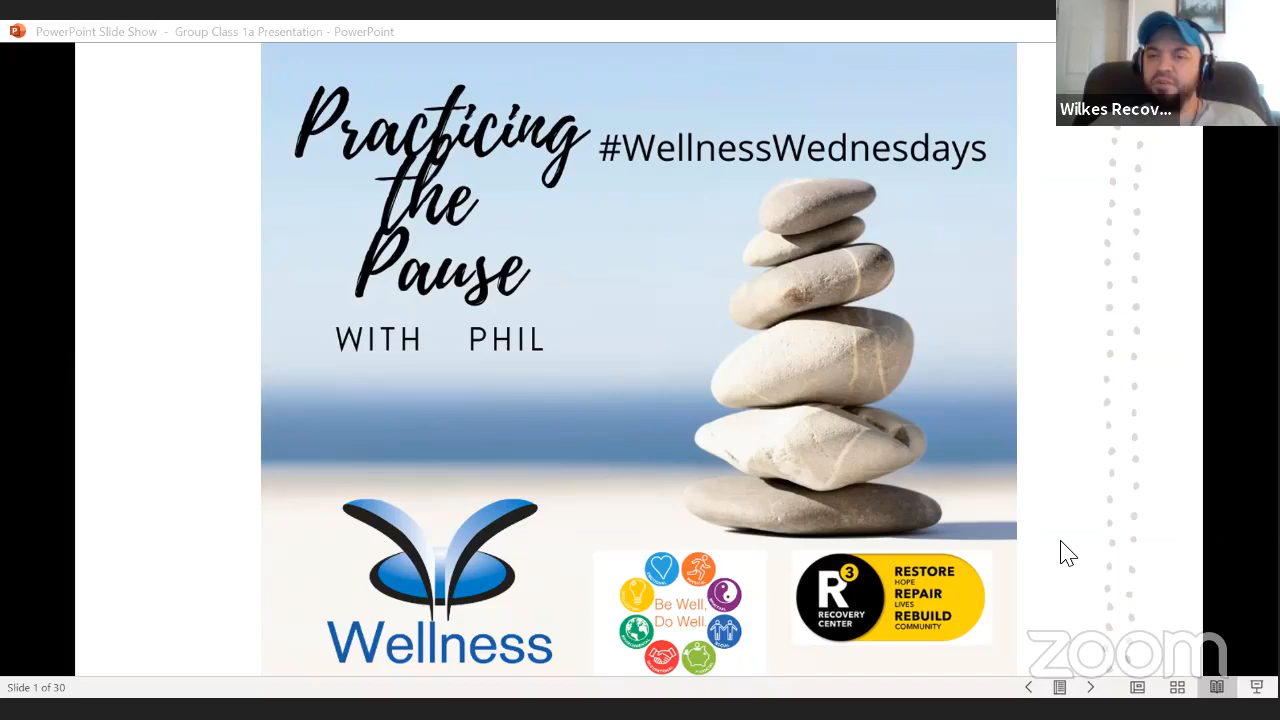 PowerPoint Slide Show - Group Class 1a Presentation - PowerPoint
Wilkes Recov...
Practicing
the
Pause
WITH PHIL
#WellnessWednesdays
Wellness
Be Well,
Do Well.
R3
RECOVERY
CENTER
RESTORE
HOPE
REPAIR
LIVES
REBUILD
COMMUNITY
zoom
Slide 1 of 30